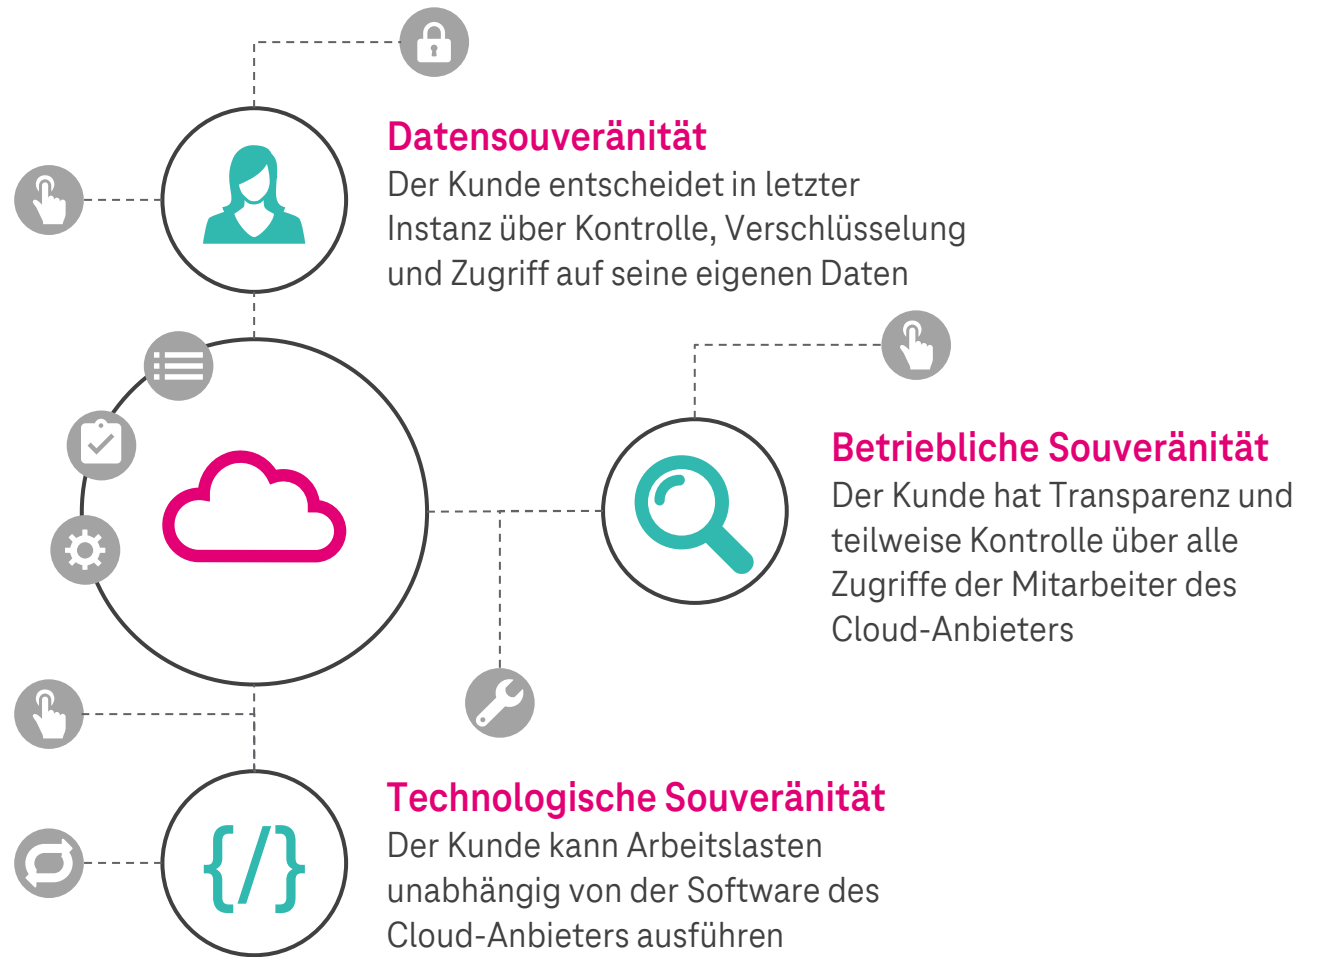 Datensouveränität
Der Kunde entscheidet in letzter
Instanz über Kontrolle, Verschlüsselung
und Zugriff auf seine eigenen Daten
Betriebliche Souveränität
Der Kunde hat Transparenz und
teilweise Kontrolle über alle
Zugriffe der Mitarbeiter des
Cloud-Anbieters
Technologische Souveränität
Der Kunde kann Arbeitslasten
unabhängig von der Software des
Cloud-Anbieters ausführen
{/}